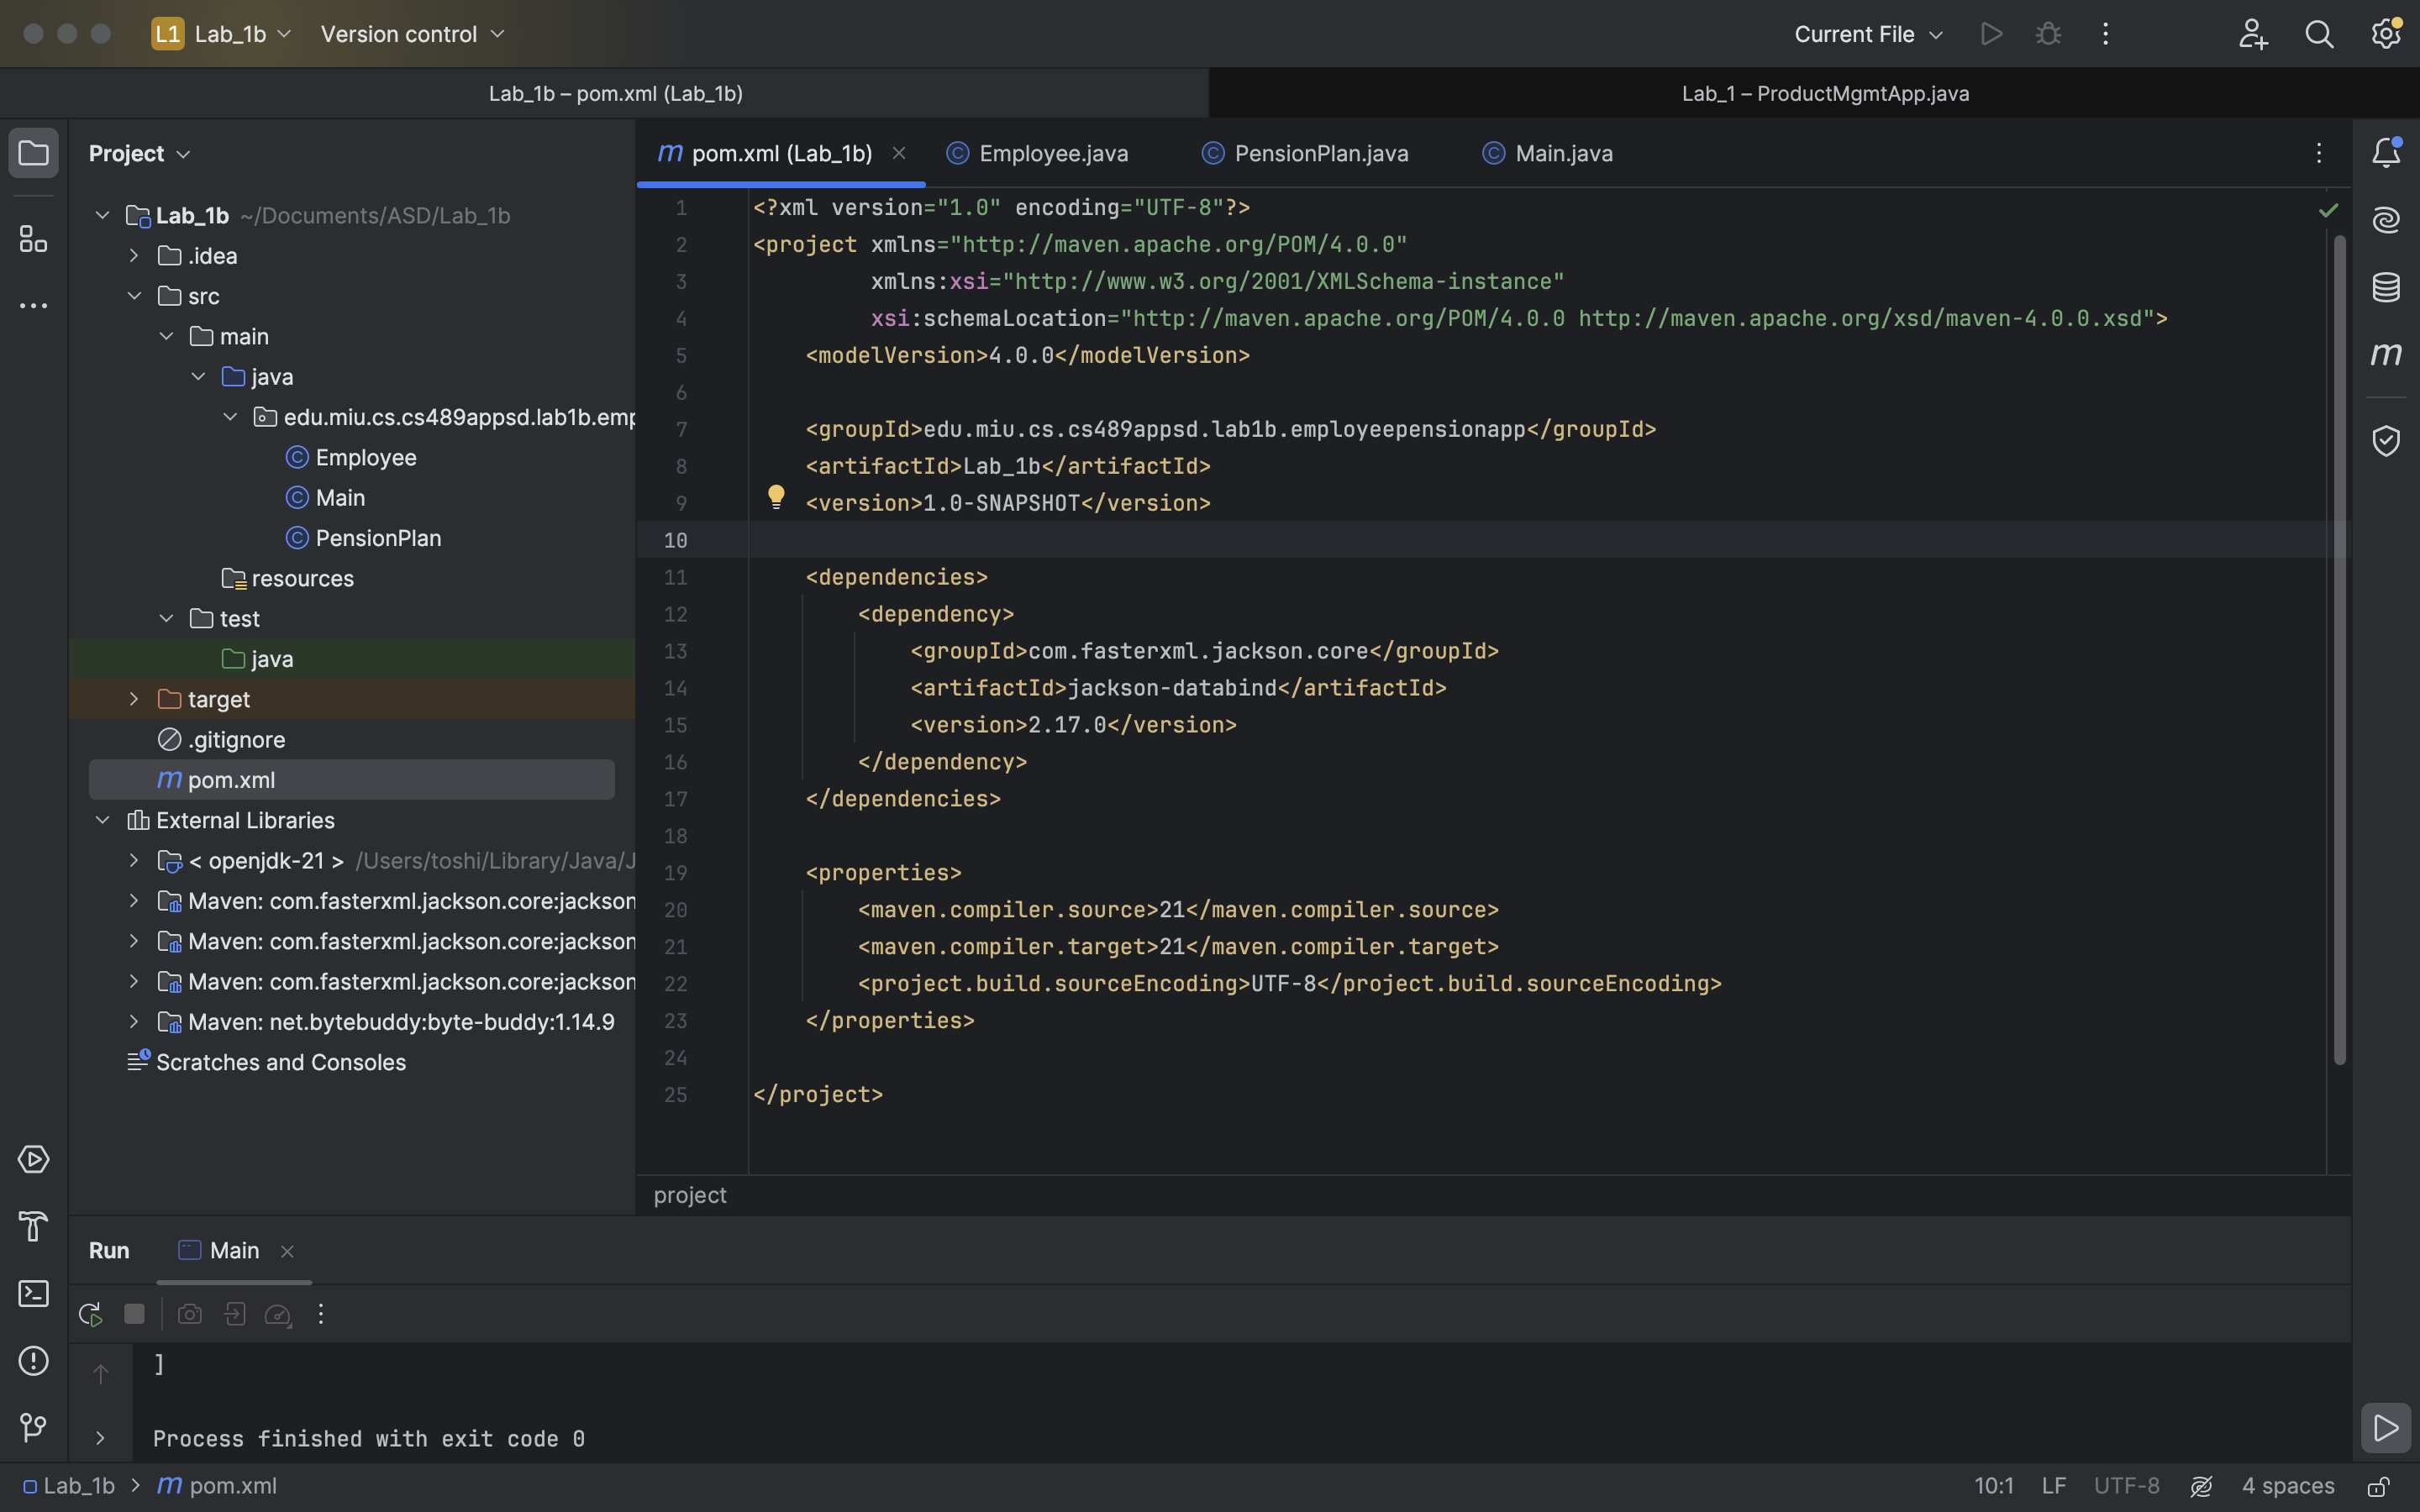 L1 Lab_1b Version control Current File
Lab_1b – pom.xml (Lab_1b) Lab_1 – ProductMgmtApp.java
Project
Lab_1b ~/Documents/ASD/Lab_1b
.idea
src
main
java
edu.miu.cs.cs489appsd.lab1b.emp
Employee
Main
PensionPlan
resources
test
java
target
.gitignore
m pom.xml
External Libraries
< openjdk-21 > /Users/toshi/Library/Java/J
Maven: com.fasterxml.jackson.core:jackson
Maven: com.fasterxml.jackson.core:jackson
Maven: com.fasterxml.jackson.core:jackson
Maven: net.bytebuddy:byte-buddy:1.14.9
Scratches and Consoles
m pom.xml (Lab_1b) C Employee.java C PensionPlan.java C Main.java
1 <?xml version="1.0" encoding="UTF-8"?>
2 <project xmlns="http://maven.apache.org/POM/4.0.0"
3 xmlns:xsi="http://www.w3.org/2001/XMLSchema-instance"
4 xsi:schemaLocation="http://maven.apache.org/POM/4.0.0 http://maven.apache.org/xsd/maven-4.0.0.xsd">
5 <modelVersion>4.0.0</modelVersion>
6
7 <groupId>edu.miu.cs.cs489appsd.lab1b.employeepensionapp</groupId>
8 <artifactId>Lab_1b</artifactId>
9 <version>1.0-SNAPSHOT</version>
10
11 <dependencies>
12 <dependency>
13 <groupId>com.fasterxml.jackson.core</groupId>
14 <artifactId>jackson-databind</artifactId>
15 <version>2.17.0</version>
16 </dependency>
17 </dependencies>
18
19 <properties>
20 <maven.compiler.source>21</maven.compiler.source>
21 <maven.compiler.target>21</maven.compiler.target>
22 <project.build.sourceEncoding>UTF-8</project.build.sourceEncoding>
23 </properties>
24
25 </project>
project
Run Main
]
Process finished with exit code 0
Lab_1b > m pom.xml 10:1 LF UTF-8 4 spaces